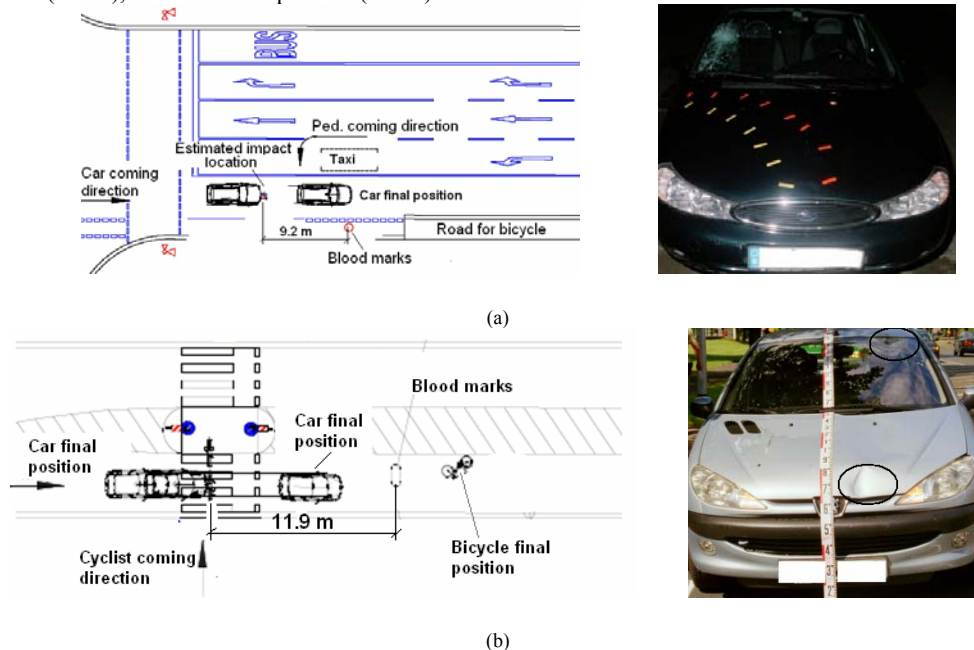 BUS
Ped. coming direction
Estimated impact
location
Taxi
Car coming
direction
Car final position
9.2 m
Road for bicycle
Blood marks
(a)
Blood marks
Car final
position
Car final
position
11.9 m
Cyclist coming
direction
Bicycle final
position
(b)